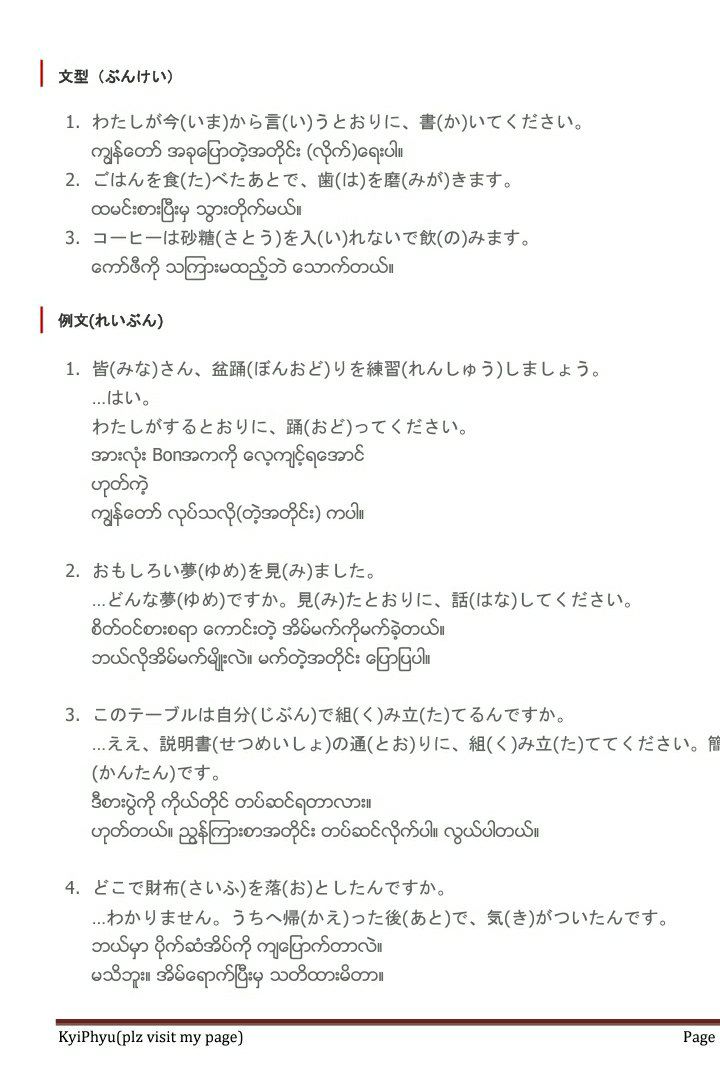 文型（ぶんけい）
1. わたしが今(いま)から言(い)うとおりに、書(か)いてください。
ကျွန်တော် အခုပြောတဲ့အတိုင်း (လိုက်)ရေးပါ။
2. ごはんを食(た)べたあとで、歯(は)を磨(みが)きます。
ထမင်းစားပြီးမှ သွားတိုက်မယ်။
3. コーヒーは砂糖(さとう)を入(い)れないで飲(の)みます。
ကော်ဖီကို သကြားမထည့်ဘဲ သောက်တယ်။
例文(れいぶん)
1. 皆(みな)さん、盆踊(ぼんおど)りを練習(れんしゅう)しましょう。
...はい。
わたしがするとおりに、踊(おど)ってください。
အားလုံး Bonအကကို လေ့ကျင့်ရအောင်
ဟုတ်ကဲ့
ကျွန်တော် လုပ်သလို(တဲ့အတိုင်း) ကပါ။
2. おもしろい夢(ゆめ)を見(み)ました。
...どんな夢(ゆめ)ですか。見(み)たとおりに、話(はな)してください。
စိတ်ဝင်စားစရာ ကောင်းတဲ့ အိမ်မက်ကိုမက်ခဲ့တယ်။
ဘယ်လိုအိမ်မက်မျိုးလဲ။ မက်တဲ့အတိုင်း ပြောပြပါ။
3. このテーブルは自分(じぶん)で組(く)み立(た)てるんですか。
...ええ、説明書(せつめいしょ)の通(とお)りに、組(く)み立(た)ててください。簡
(かんたん)です。
ဒီစားပွဲကို ကိုယ်တိုင် တပ်ဆင်ရတာလား။
ဟုတ်တယ်။ ညွှန်ကြားစာအတိုင်း တပ်ဆင်လိုက်ပါ။ လွယ်ပါတယ်။
4. どこで財布(さいふ)を落(お)としたんですか。
...わかりません。うちへ帰(かえ)った後(あと)で、気(き)がついたんです。
ဘယ်မှာ ပိုက်ဆံအိပ်ကို ကျပြောက်တာလဲ။
မသိဘူး။ အိမ်ရောက်ပြီးမှ သတိထားမိတာ။
KyiPhyu(plz visit my page) Page